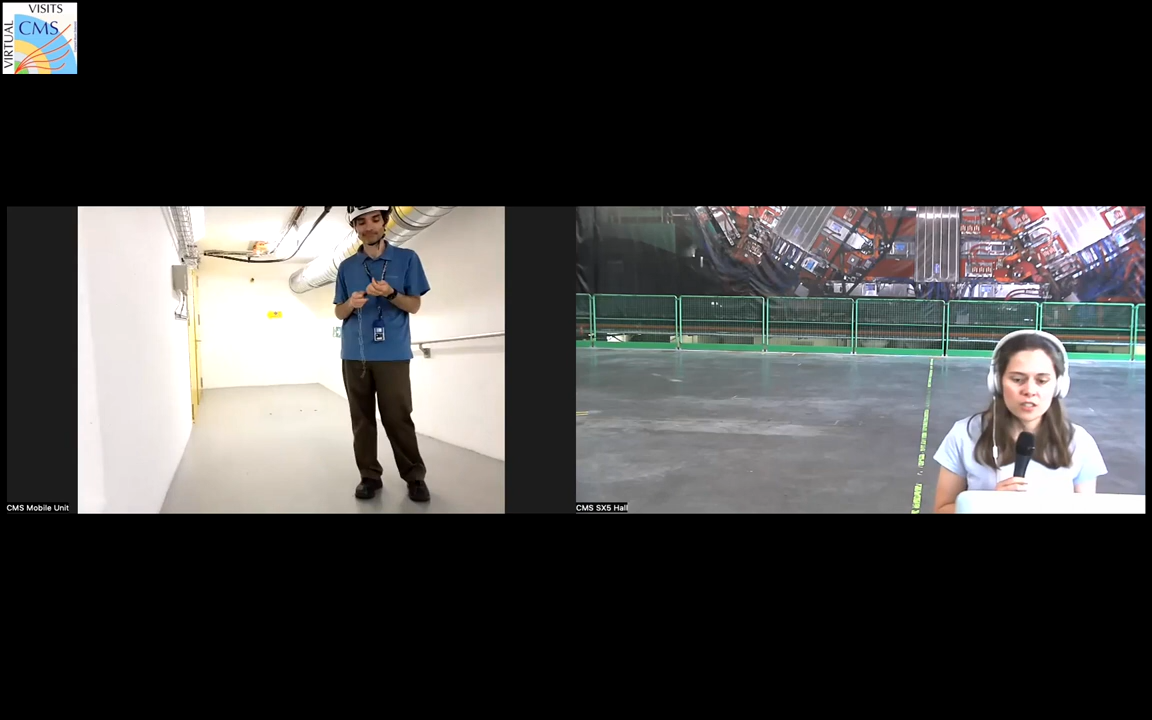 VISITS
CMS
VIRTUAL
CMS Mobile Unit
CMS SX5 Hall